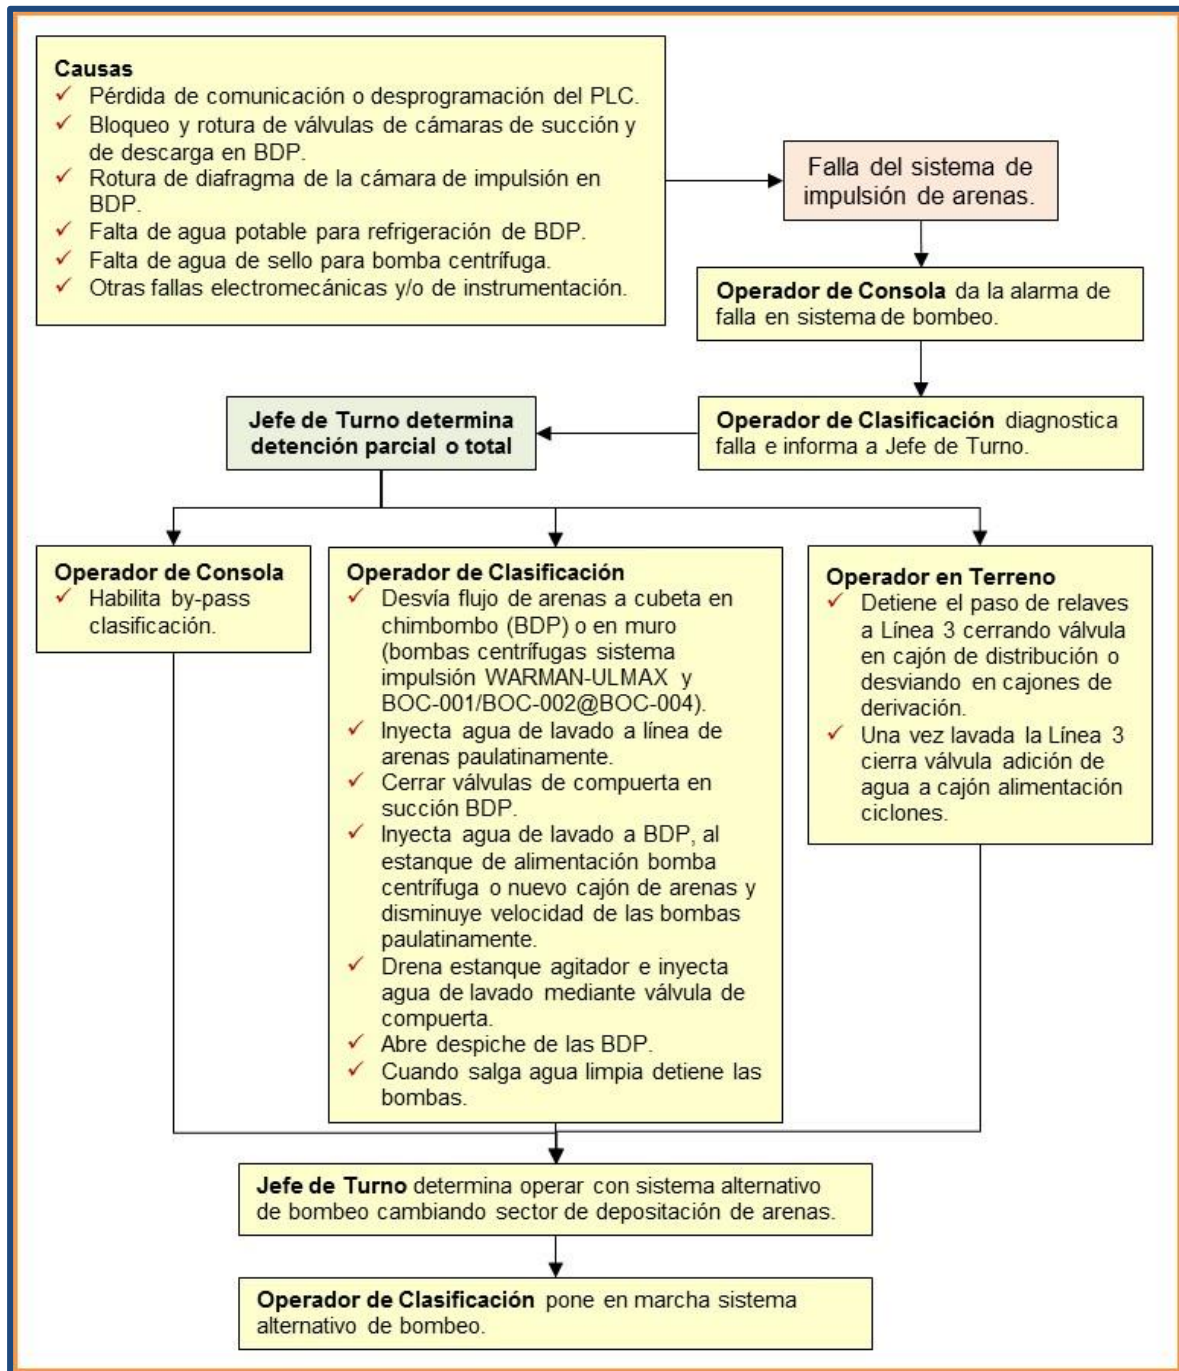 Causas
✓ Pérdida de comunicación o desprogramación del PLC.
✓ Bloqueo y rotura de válvulas de cámaras de succión y
de descarga en BDP.
✓ Rotura de diafragma de la cámara de impulsión en
BDP.
✓ Falta de agua potable para refrigeración de BDP.
✓ Falta de agua de sello para bomba centrífuga.
✓ Otras fallas electromecánicas y/o de instrumentación.
Falla del sistema de
impulsión de arenas.
Operador de Consola da la alarma de
falla en sistema de bombeo.
Operador de Clasificación diagnostica
falla e informa a Jefe de Turno.
Jefe de Turno determina
detención parcial o total
Operador de Consola
✓ Habilita by-pass
clasificación.
Operador de Clasificación
✓ Desvía flujo de arenas a cubeta en
chimbombo (BDP) o en muro
(bombas centrífugas sistema
impulsión WARMAN-ULMAX y
BOC-001/BOC-002@BOC-004).
✓ Inyecta agua de lavado a línea de
arenas paulatinamente.
✓ Cerrar válvulas de compuerta en
succión BDP.
✓ Inyecta agua de lavado a BDP, al
estanque de alimentación bomba
centrífuga o nuevo cajón de arenas y
disminuye velocidad de las bombas
paulatinamente.
✓ Drena estanque agitador e inyecta
agua de lavado mediante válvula de
compuerta.
✓ Abre despiche de las BDP.
✓ Cuando salga agua limpia detiene las
bombas.
Operador en Terreno
✓ Detiene el paso de relaves
a Línea 3 cerrando válvula
en cajón de distribución o
desviando en cajones de
derivación.
✓ Una vez lavada la Línea 3
cierra válvula adición de
agua a cajón alimentación
ciclones.
Jefe de Turno determina operar con sistema alternativo
de bombeo cambiando sector de depositación de arenas.
Operador de Clasificación pone en marcha sistema
alternativo de bombeo.